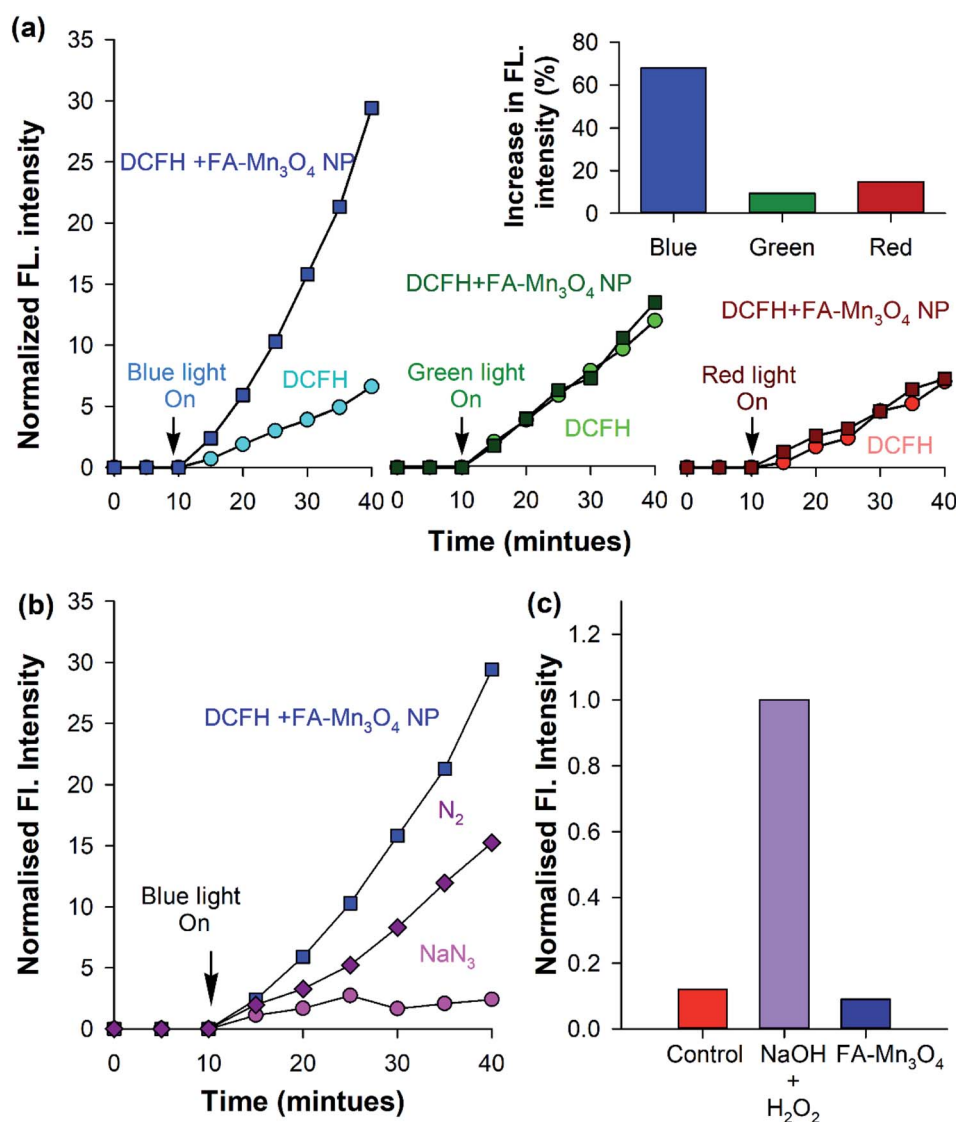 (a)
Normalized FL. intensity
35
30
25
20
15
10
5
0
DCFH +FA-Mn₃O₄ NP
Blue light
On
DCFH
0 10 20 30 40
Increase in FL.
intensity (%)
80
60
40
20
0
Blue Green Red
DCFH+FA-Mn₃O₄ NP
Green light
On
DCFH
0 10 20 30 40
DCFH+FA-Mn₃O₄ NP
Red light
On
DCFH
0 10 20 30 40
Time (mintues)
(b)
Normalised Fl. Intensity
35
30
25
20
15
10
5
0
DCFH +FA-Mn₃O₄ NP
N₂
Blue light
On
NaN₃
0 10 20 30 40
Time (mintues)
(c)
Normalised Fl. Intensity
1.2
1.0
0.8
0.6
0.4
0.2
0.0
Control NaOH FA-Mn₃O₄
+
H₂O₂